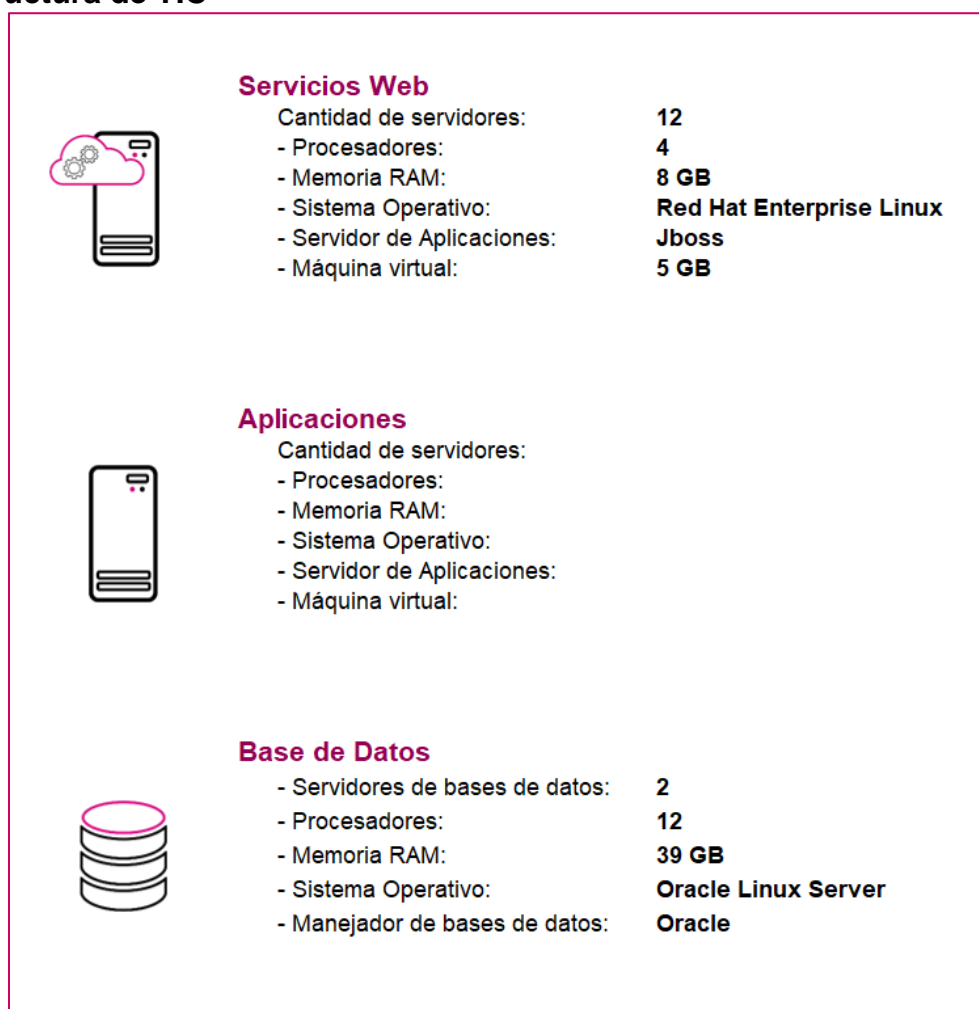 Servicios Web
Cantidad de servidores: 12
- Procesadores: 4
- Memoria RAM: 8 GB
- Sistema Operativo: Red Hat Enterprise Linux
- Servidor de Aplicaciones: Jboss
- Máquina virtual: 5 GB
Aplicaciones
Cantidad de servidores:
- Procesadores:
- Memoria RAM:
- Sistema Operativo:
- Servidor de Aplicaciones:
- Máquina virtual:
Base de Datos
- Servidores de bases de datos: 2
- Procesadores: 12
- Memoria RAM: 39 GB
- Sistema Operativo: Oracle Linux Server
- Manejador de bases de datos: Oracle